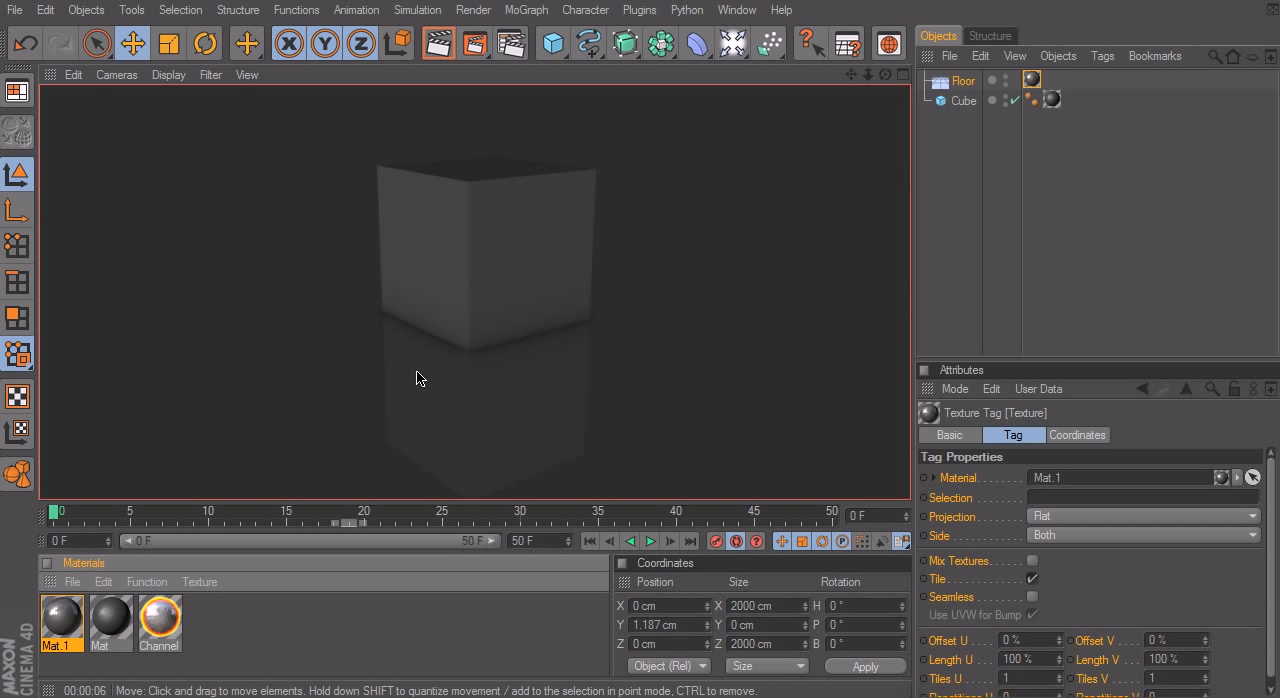 File Edit Objects Tools Selection Structure Functions Animation Simulation Render MoGraph Character Plugins Python Window Help
X Y Z
Objects Structure
File Edit View Objects Tags Bookmarks
Edit Cameras Display Filter View
Floor
Cube
Attributes
Mode Edit User Data
Texture Tag [Texture]
Basic Tag Coordinates
Tag Properties
Material Mat.1
Selection
Projection Flat
Side Both
Mix Textures
Tile
Seamless
Use UVW for Bump
Offset U 0 % Offset V 0 %
Length U 100 % Length V 100 %
Tiles U 1 Tiles V 1
0 5 10 15 20 25 30 35 40 45 50 0 F
0 F 0 F 50 F 50 F P
Materials
File Edit Function Texture
Mat.1 Mat Channel
Coordinates
Position Size Rotation
X 0 cm X 2000 cm H 0 °
Y 1.187 cm Y 0 cm P 0 °
Z 0 cm Z 2000 cm B 0 °
Object (Rel) Size Apply
MAXON
CINEMA 4D
00:00:06 Move: Click and drag to move elements. Hold down SHIFT to quantize movement / add to the selection in point mode, CTRL to remove.